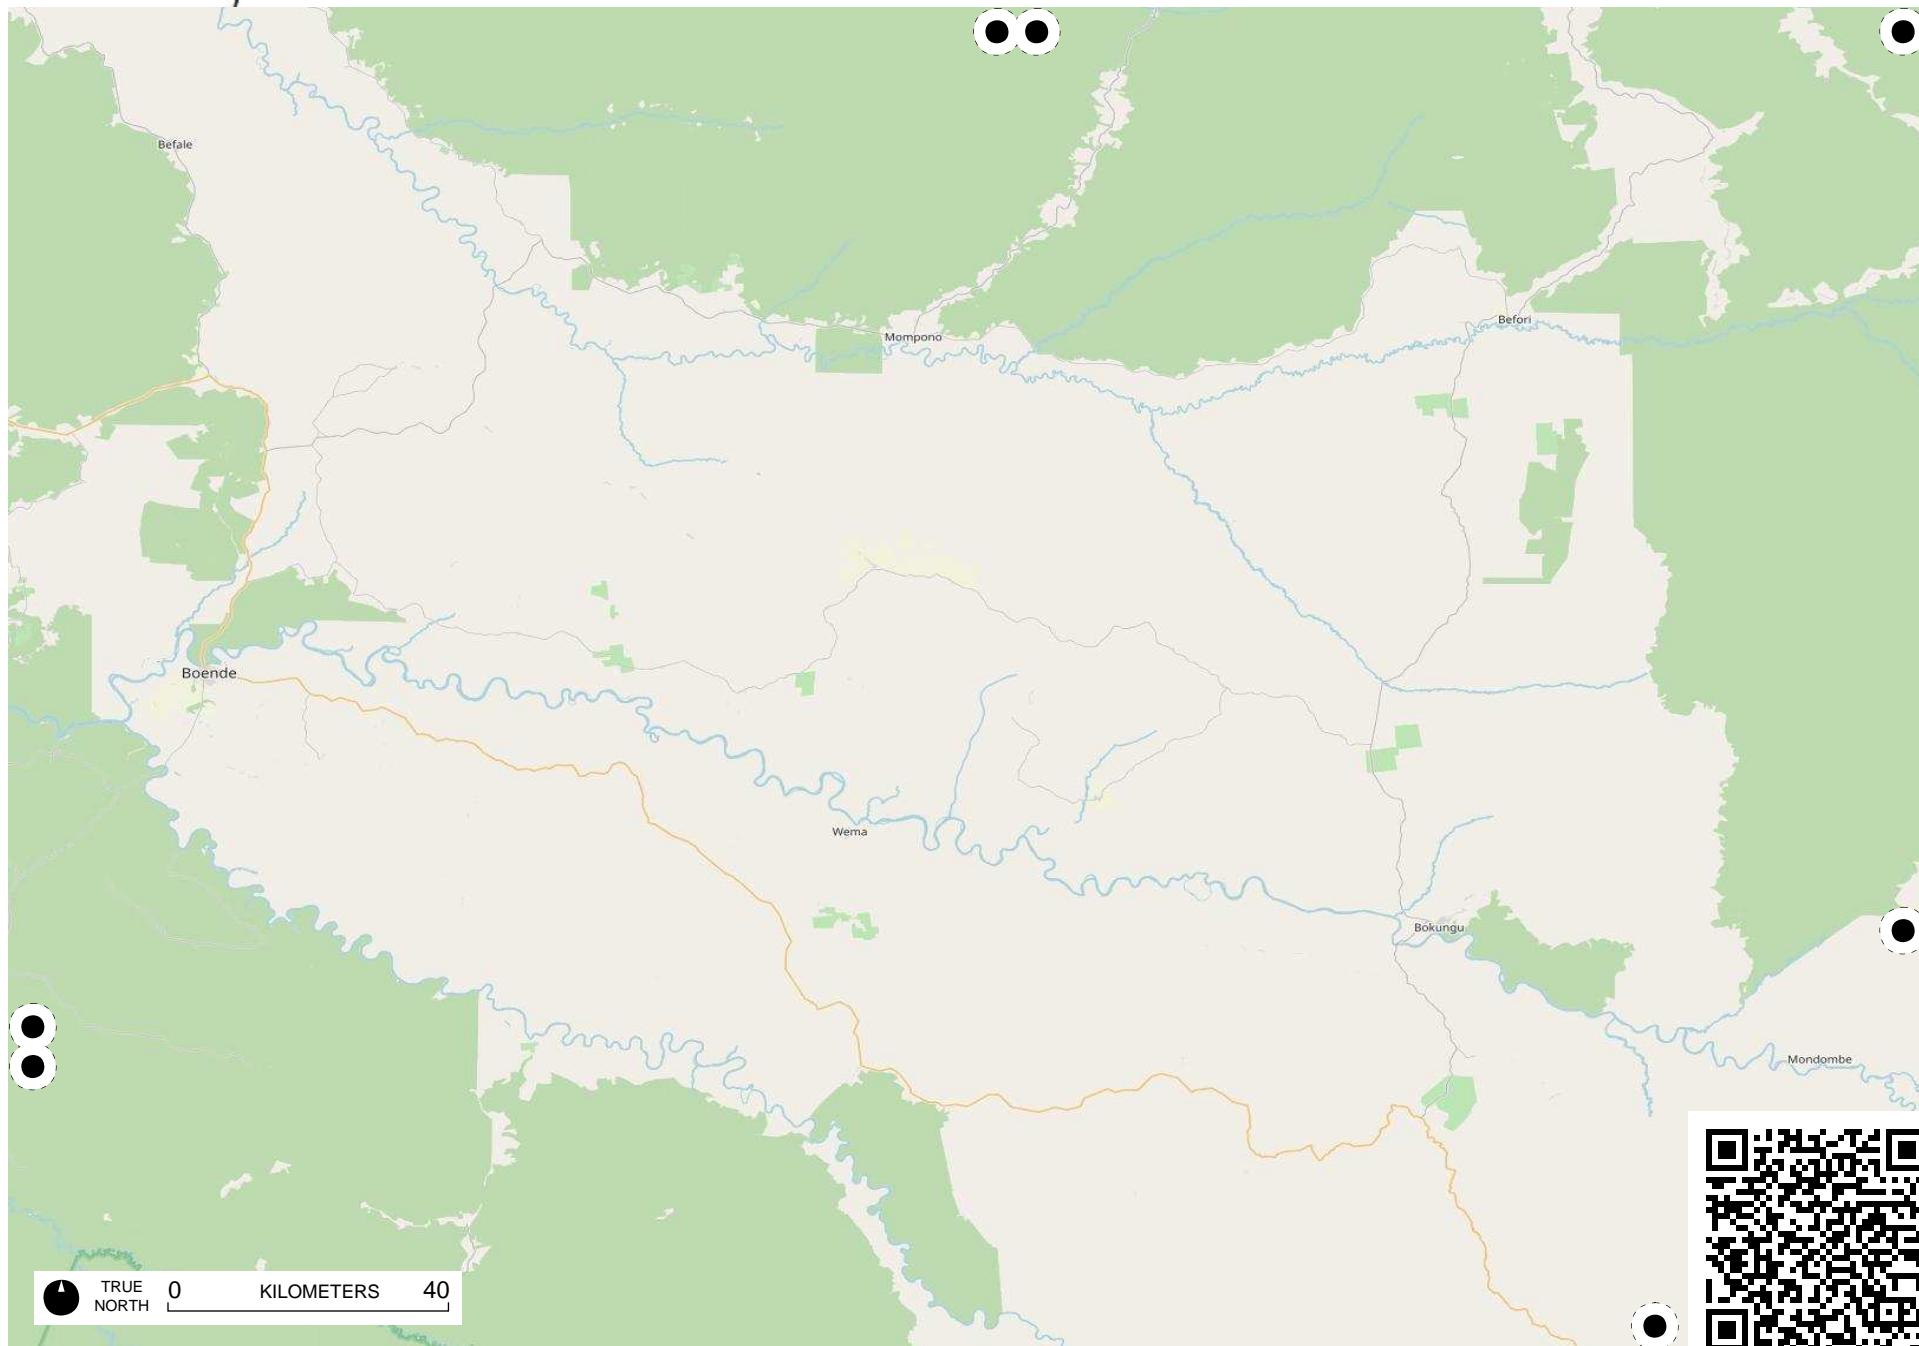 Befale
Mompono
Befori
Boende
Wema
Bokungu
Mondombe
TRUE
NORTH
0 KILOMETERS 40